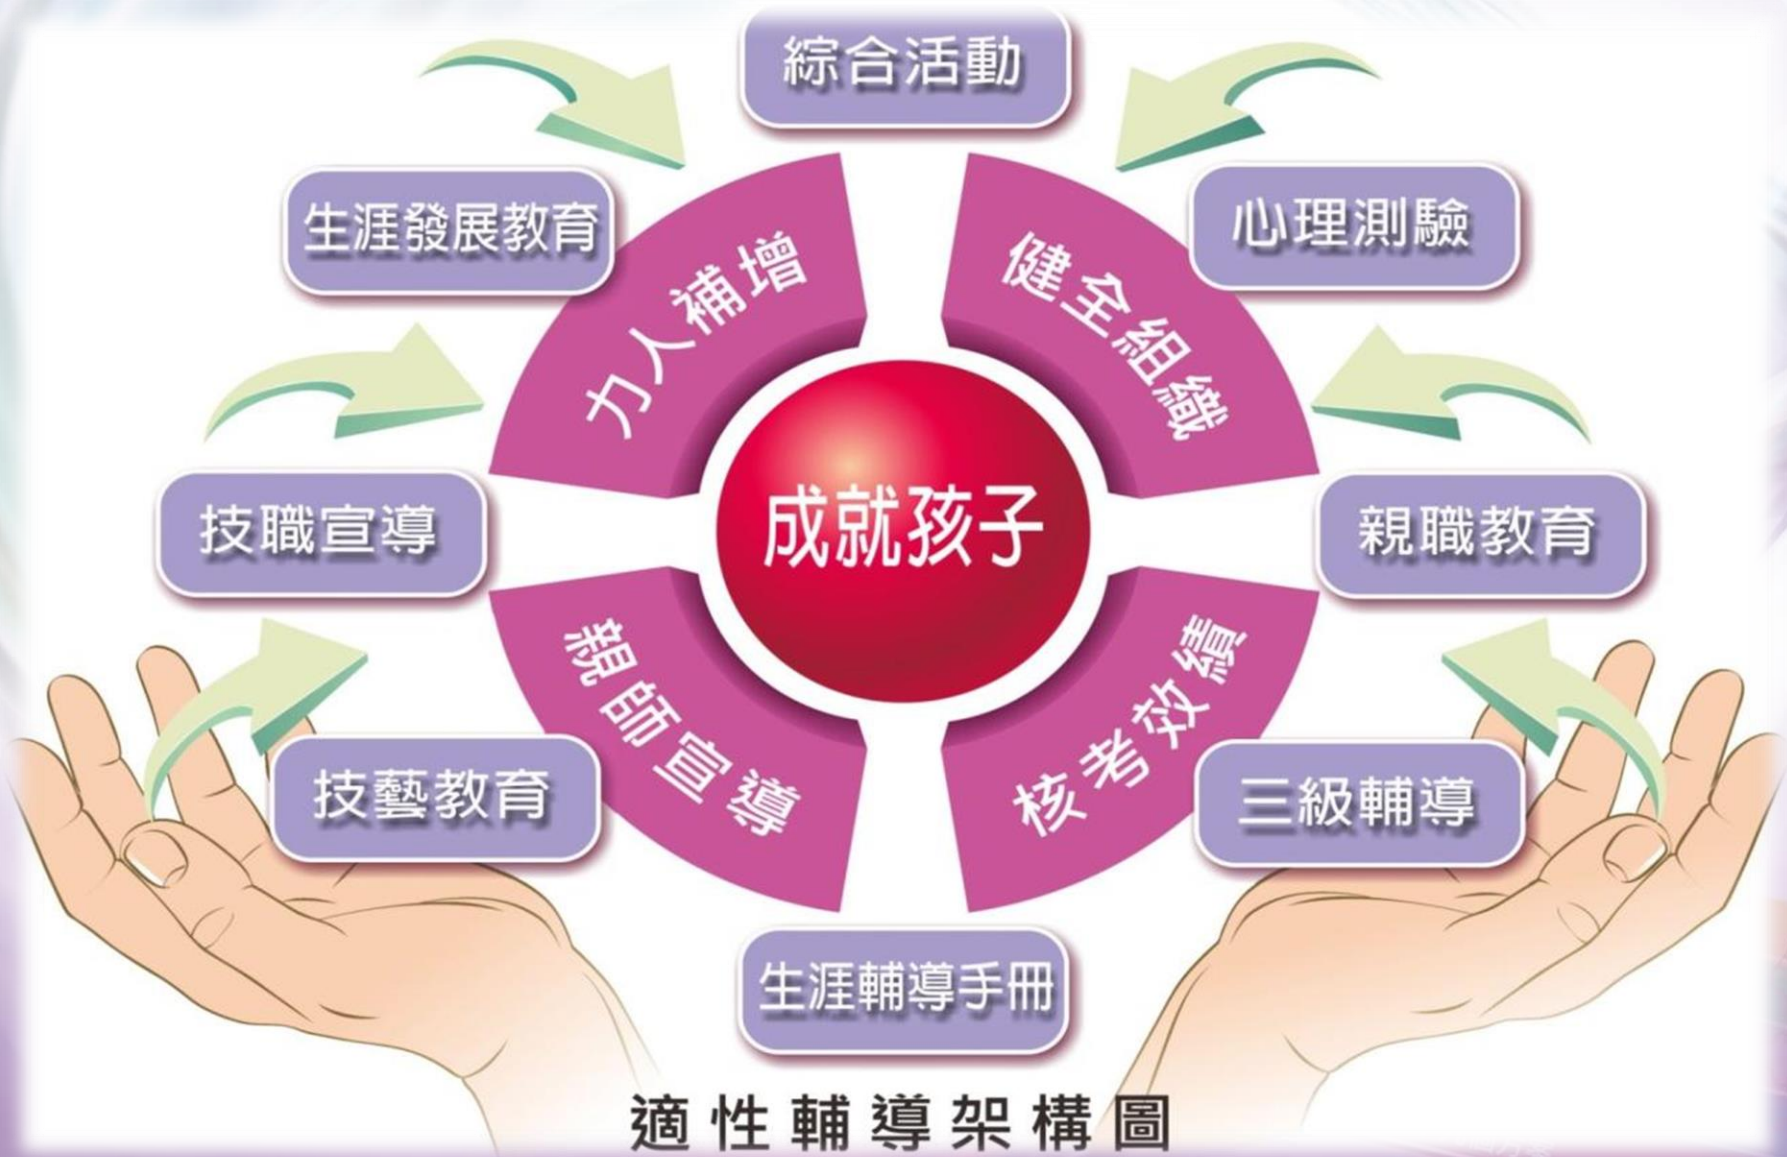 綜合活動
生涯發展教育
心理測驗
增補人力
健全組織
技職宣導
成就孩子
親職教育
親師宣導
績效考核
技藝教育
三級輔導
生涯輔導手冊
適性輔導架構圖